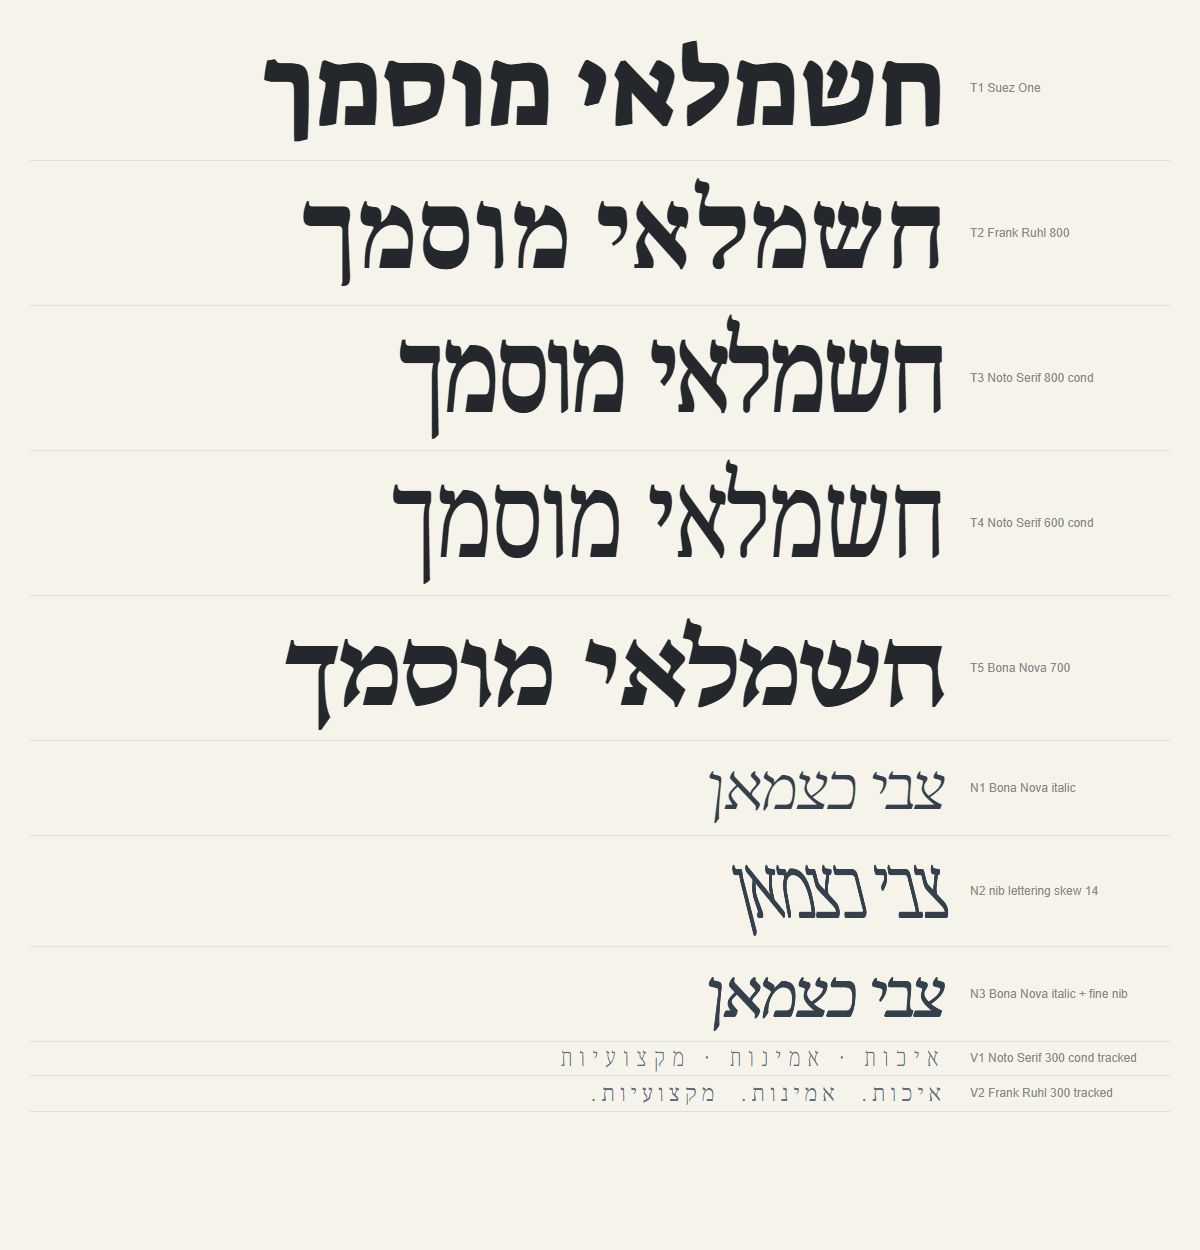 חשמלאי מוסמך T1 Suez One
חשמלאי מוסמך T2 Frank Ruhl 800
חשמלאי מוסמך T3 Noto Serif 800 cond
חשמלאי מוסמך T4 Noto Serif 600 cond
חשמלאי מוסמך T5 Bona Nova 700
צבי כצמאן N1 Bona Nova italic
צבי כצמאן N2 nib lettering skew 14
צבי כצמאן N3 Bona Nova italic + fine nib
איכות · אמינות · מקצועיות V1 Noto Serif 300 cond tracked
איכות. אמינות. מקצועיות. V2 Frank Ruhl 300 tracked